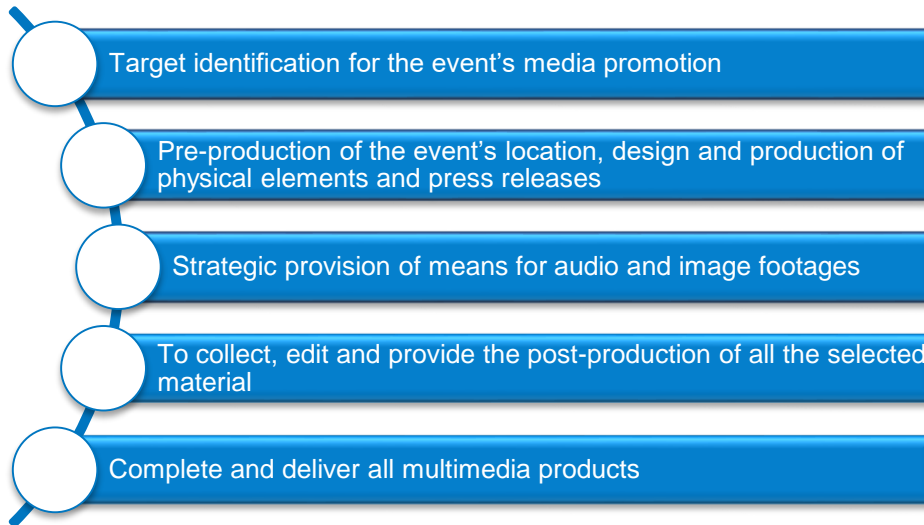 Target identification for the event’s media promotion
Pre-production of the event’s location, design and production of
physical elements and press releases
Strategic provision of means for audio and image footages
To collect, edit and provide the post-production of all the selected
material
Complete and deliver all multimedia products